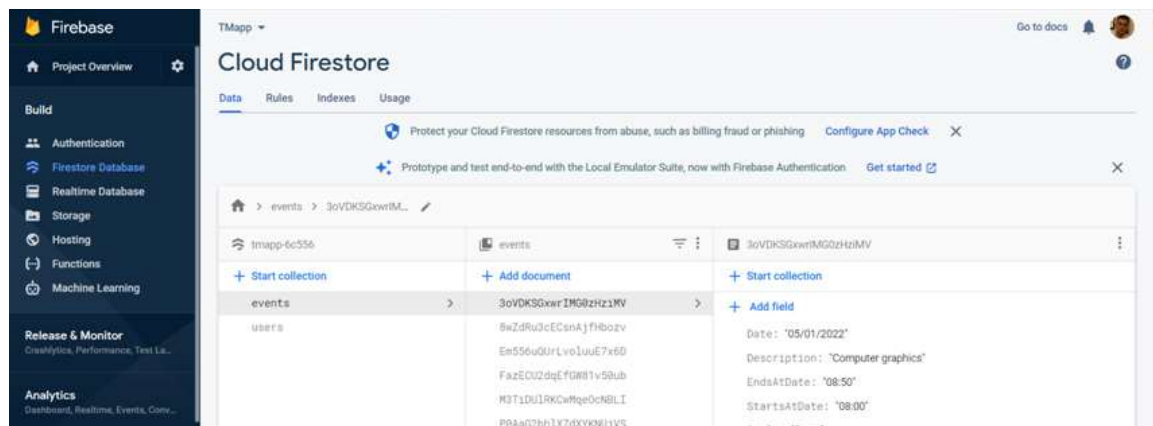 Firebase
TMapp
Go to docs
Project Overview
Cloud Firestore
Data Rules Indexes Usage
Build
Protect your Cloud Firestore resources from abuse, such as billing fraud or phishing Configure App Check
Authentication
Firestore Database
Prototype and test end-to-end with the Local Emulator Suite, now with Firebase Authentication Get started
Realtime Database
Storage
events > 3oVDKSGxwrIM...
Hosting
tmapp-6c556
events
3oVDKSGxwrIMG0zHziMV
Functions
+ Start collection
+ Add document
+ Start collection
Machine Learning
events
3oVDKSGxwrIMG0zHziMV
+ Add field
users
Date: "05/01/2022"
Release & Monitor
Crashlytics, Performance, Test La...
Description: "Computer graphics"
EndsAtDate: "08:50"
Analytics
Dashboard, Realtime, Events, Conv...
StartsAtDate: "08:00"